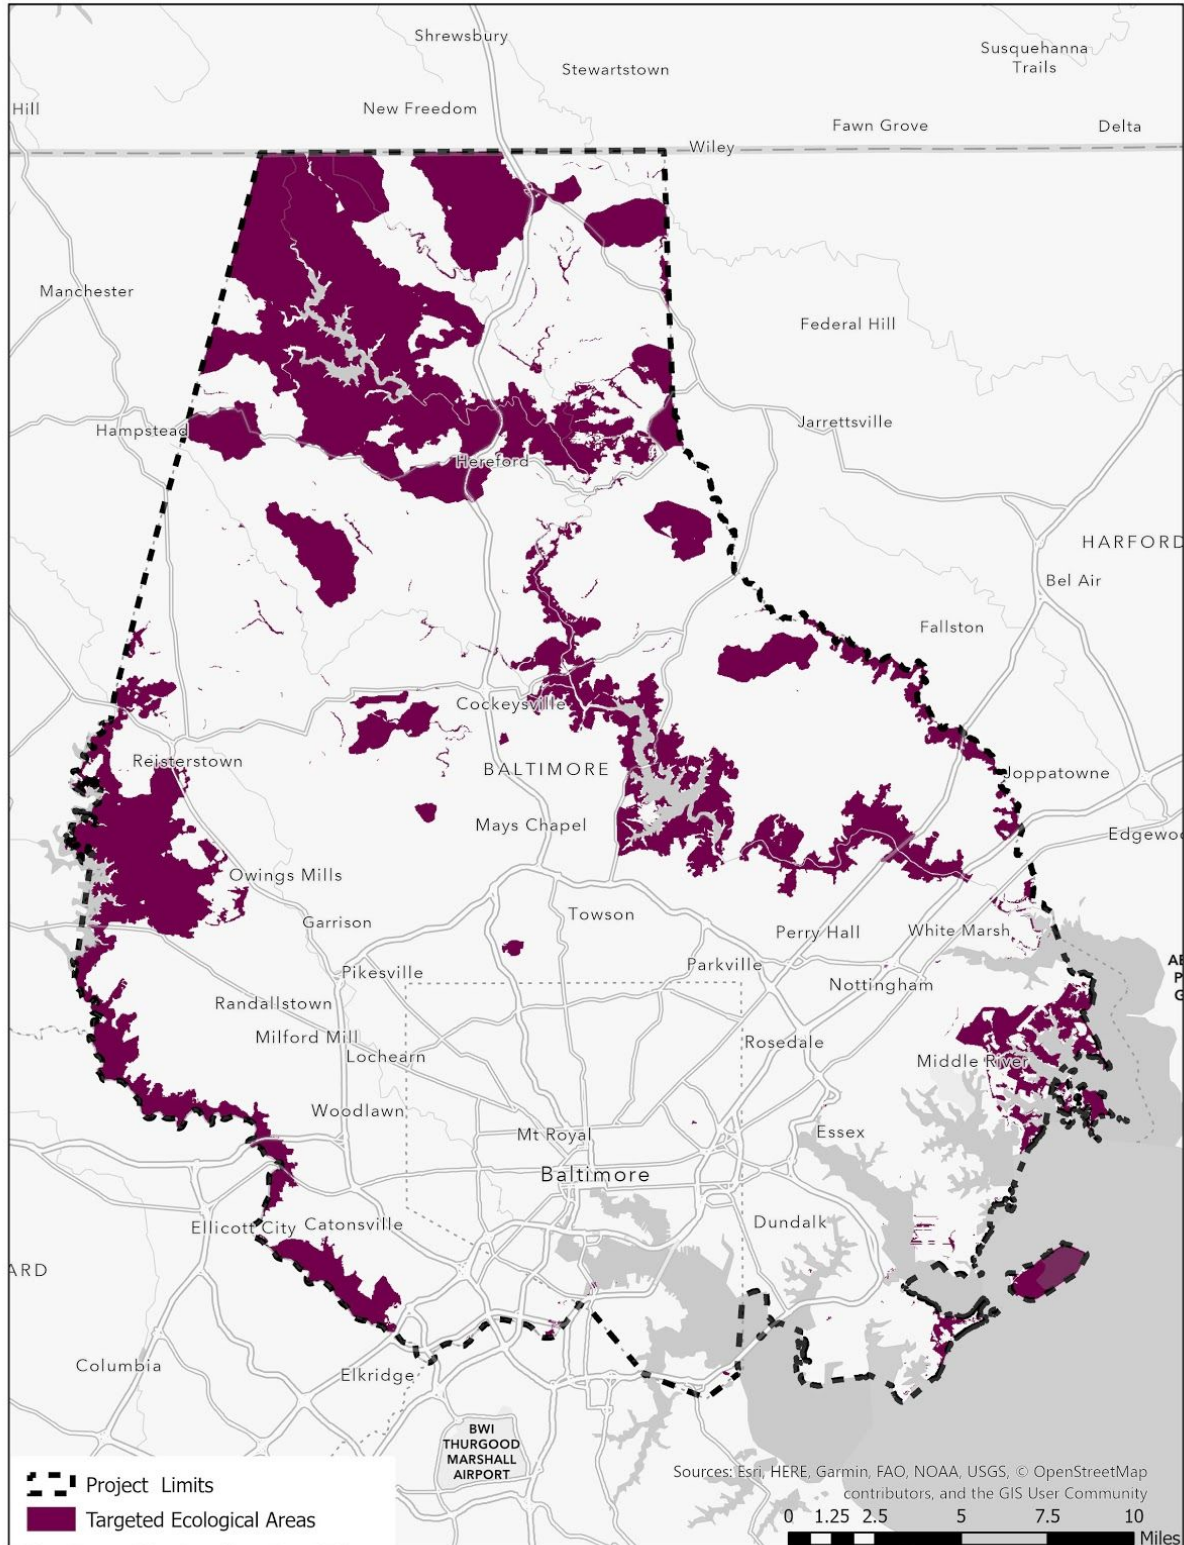 Shrewsbury
Susquehanna
Trails
Stewartstown
Hill
New Freedom
Fawn Grove
Delta
Wiley
Manchester
Federal Hill
Jarrettsville
Hampstead
Hereford
HARFORD
Bel Air
Fallston
Cockeysville
Reisterstown
BALTIMORE
Joppatowne
Mays Chapel
Edgewoo
Owings Mills
Towson
Garrison
Perry Hall
White Marsh
Pikesville
Parkville
AB
P
G
Nottingham
Randallstown
Milford Mill
Rosedale
Lochearn
Middle River
Woodlawn
Mt Royal
Essex
Baltimore
Dundalk
Ellicott City
Catonsville
ARD
Columbia
Elkridge
BWI
THURGOOD
MARSHALL
AIRPORT
Sources: Esri, HERE, Garmin, FAO, NOAA, USGS, © OpenStreetMap
contributors, and the GIS User Community
Project Limits
Targeted Ecological Areas
0 1.25 2.5 5 7.5 10
Miles